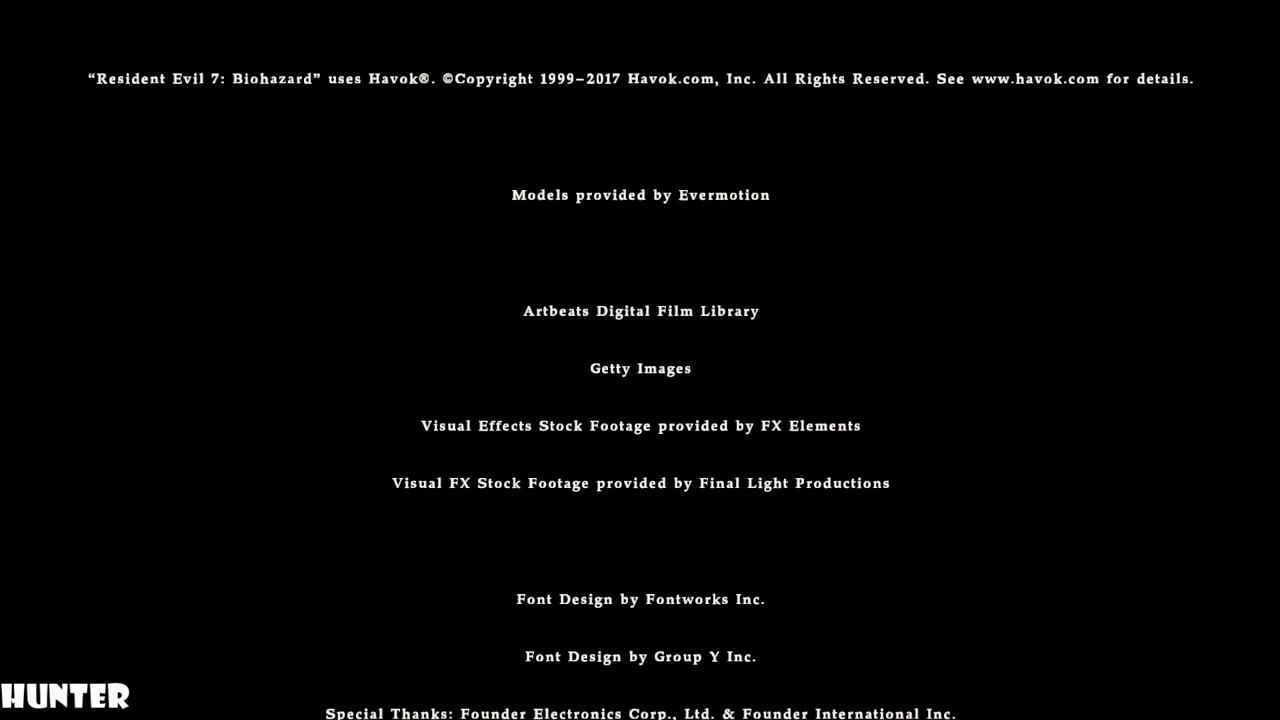 “Resident Evil 7: Biohazard” uses Havok®. ©Copyright 1999–2017 Havok.com, Inc. All Rights Reserved. See www.havok.com for details.
Models provided by Evermotion
Artbeats Digital Film Library
Getty Images
Visual Effects Stock Footage provided by FX Elements
Visual FX Stock Footage provided by Final Light Productions
Font Design by Fontworks Inc.
Font Design by Group Y Inc.
HUNTER
Special Thanks: Founder Electronics Corp., Ltd. & Founder International Inc.